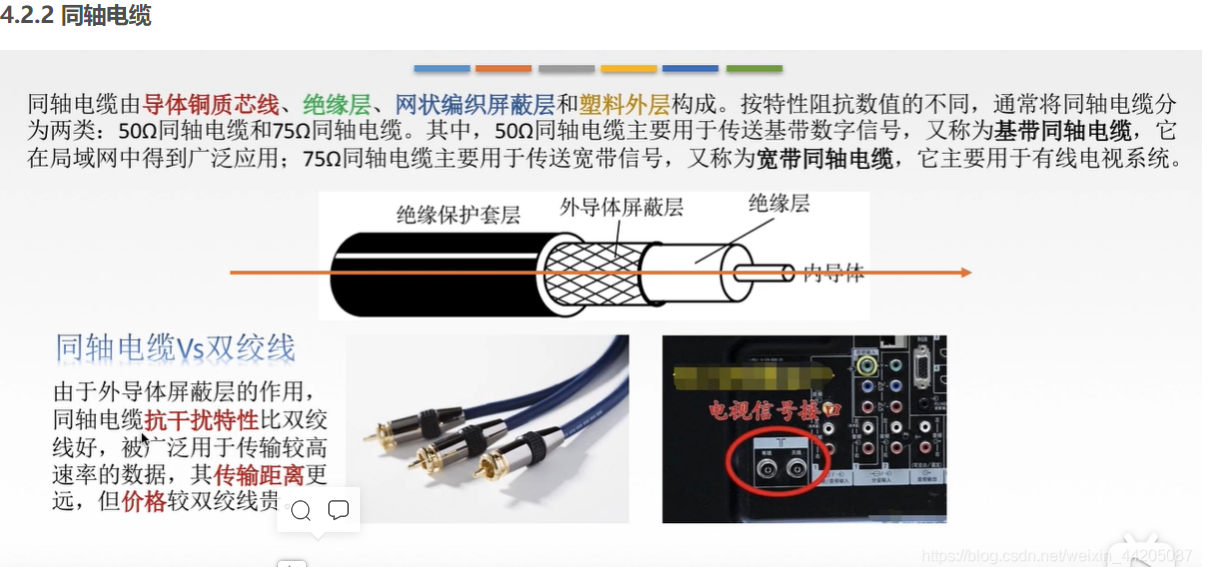 4.2.2 同轴电缆
同轴电缆由导体铜质芯线、绝缘层、网状编织屏蔽层和塑料外层构成。按特性阻抗数值的不同，通常将同轴电缆分
为两类：50Ω同轴电缆和75Ω同轴电缆。其中，50Ω同轴电缆主要用于传送基带数字信号，又称为基带同轴电缆，它
在局域网中得到广泛应用；75Ω同轴电缆主要用于传送宽带信号，又称为宽带同轴电缆，它主要用于有线电视系统。
绝缘保护套层
外导体屏蔽层
绝缘层
内导体
同轴电缆Vs双绞线
由于外导体屏蔽层的作用，
同轴电缆抗干扰特性比双绞
线好，被广泛用于传输较高
速率的数据，其传输距离更
远，但价格较双绞线贵。
电视信号接口
https://blog.csdn.net/weixin_44205087